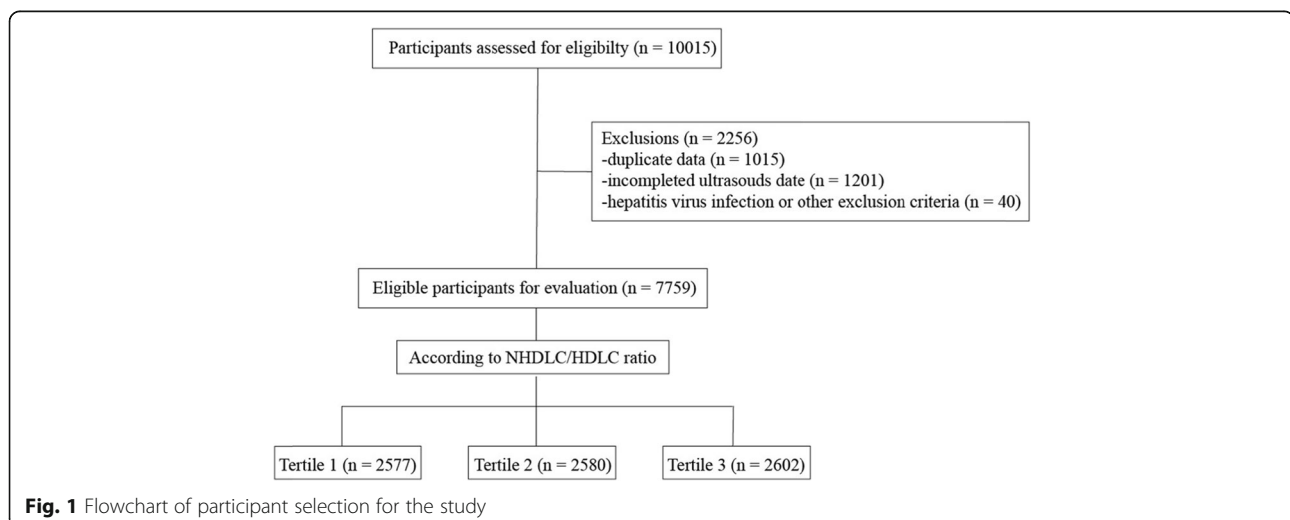 Participants assessed for eligibilty (n = 10015)
Exclusions (n = 2256)
-duplicate data (n = 1015)
-incompleted ultrasouds date (n = 1201)
-hepatitis virus infection or other exclusion criteria (n = 40)
Eligible participants for evaluation (n = 7759)
According to NHDLC/HDLC ratio
Tertile 1 (n = 2577)
Tertile 2 (n = 2580)
Tertile 3 (n = 2602)
Fig. 1 Flowchart of participant selection for the study